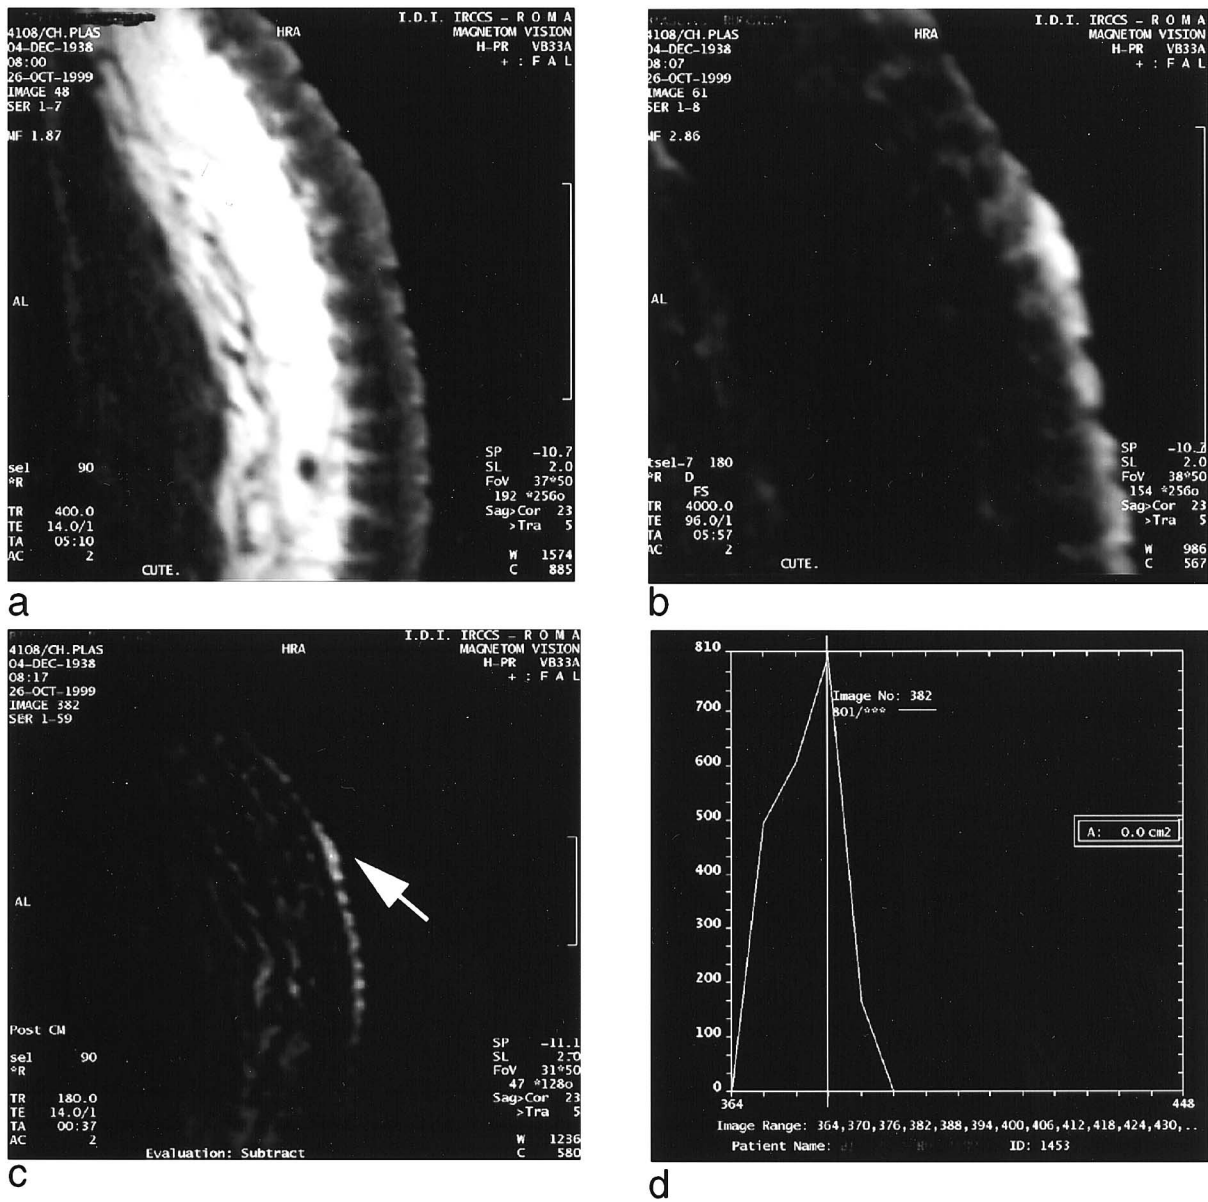 I.D.I. IRCCS - R O M A
4108/CH.PLAS HRA MAGNETOM VISION
04-DEC-1938 H-PR VB33A
08:00 + : F A L
26-OCT-1999
IMAGE 48
SER 1-7
MF 1.87
AL
SP -10.7
sel 90 SL 2.0
*R FoV 37*50
192 *256o
TR 400.0 Sag>Cor 23
TE 14.0/1 >Tra 5
TA 05:10
AC 2 W 1574
CUTE. C 885
a
I.D.I. IRCCS - R O M A
4108/CH.PLAS HRA MAGNETOM VISION
04-DEC-1938 H-PR VB33A
08:07 + : F A L
26-OCT-1999
IMAGE 61
SER 1-8
MF 2.86
AL
SP -10.7
tsel-7 180 SL 2.0
*R D FoV 38*50
FS 154 *256o
TR 4000.0 Sag>Cor 23
TE 96.0/1 >Tra 5
TA 05:57
AC 2 W 986
CUTE. C 567
b
I.D.I. IRCCS - R O M A
4108/CH.PLAS HRA MAGNETOM VISION
04-DEC-1938 H-PR VB33A
08:17 + : F A L
26-OCT-1999
IMAGE 382
SER 1-59
AL
Post CM
SP -11.1
sel 90 SL 2.0
*R FoV 31*50
47 *128o
TR 180.0 Sag>Cor 23
TE 14.0/1 >Tra 5
TA 00:37
AC 2 W 1236
Evaluation: Subtract C 580
c
810
Image No: 382
700 801/***
600
500
A: 0.0 cm2
400
300
200
100
0
364 448
Image Range: 364,370,376,382,388,394,400,406,412,418,424,430,..
Patient Name: ID: 1453
d